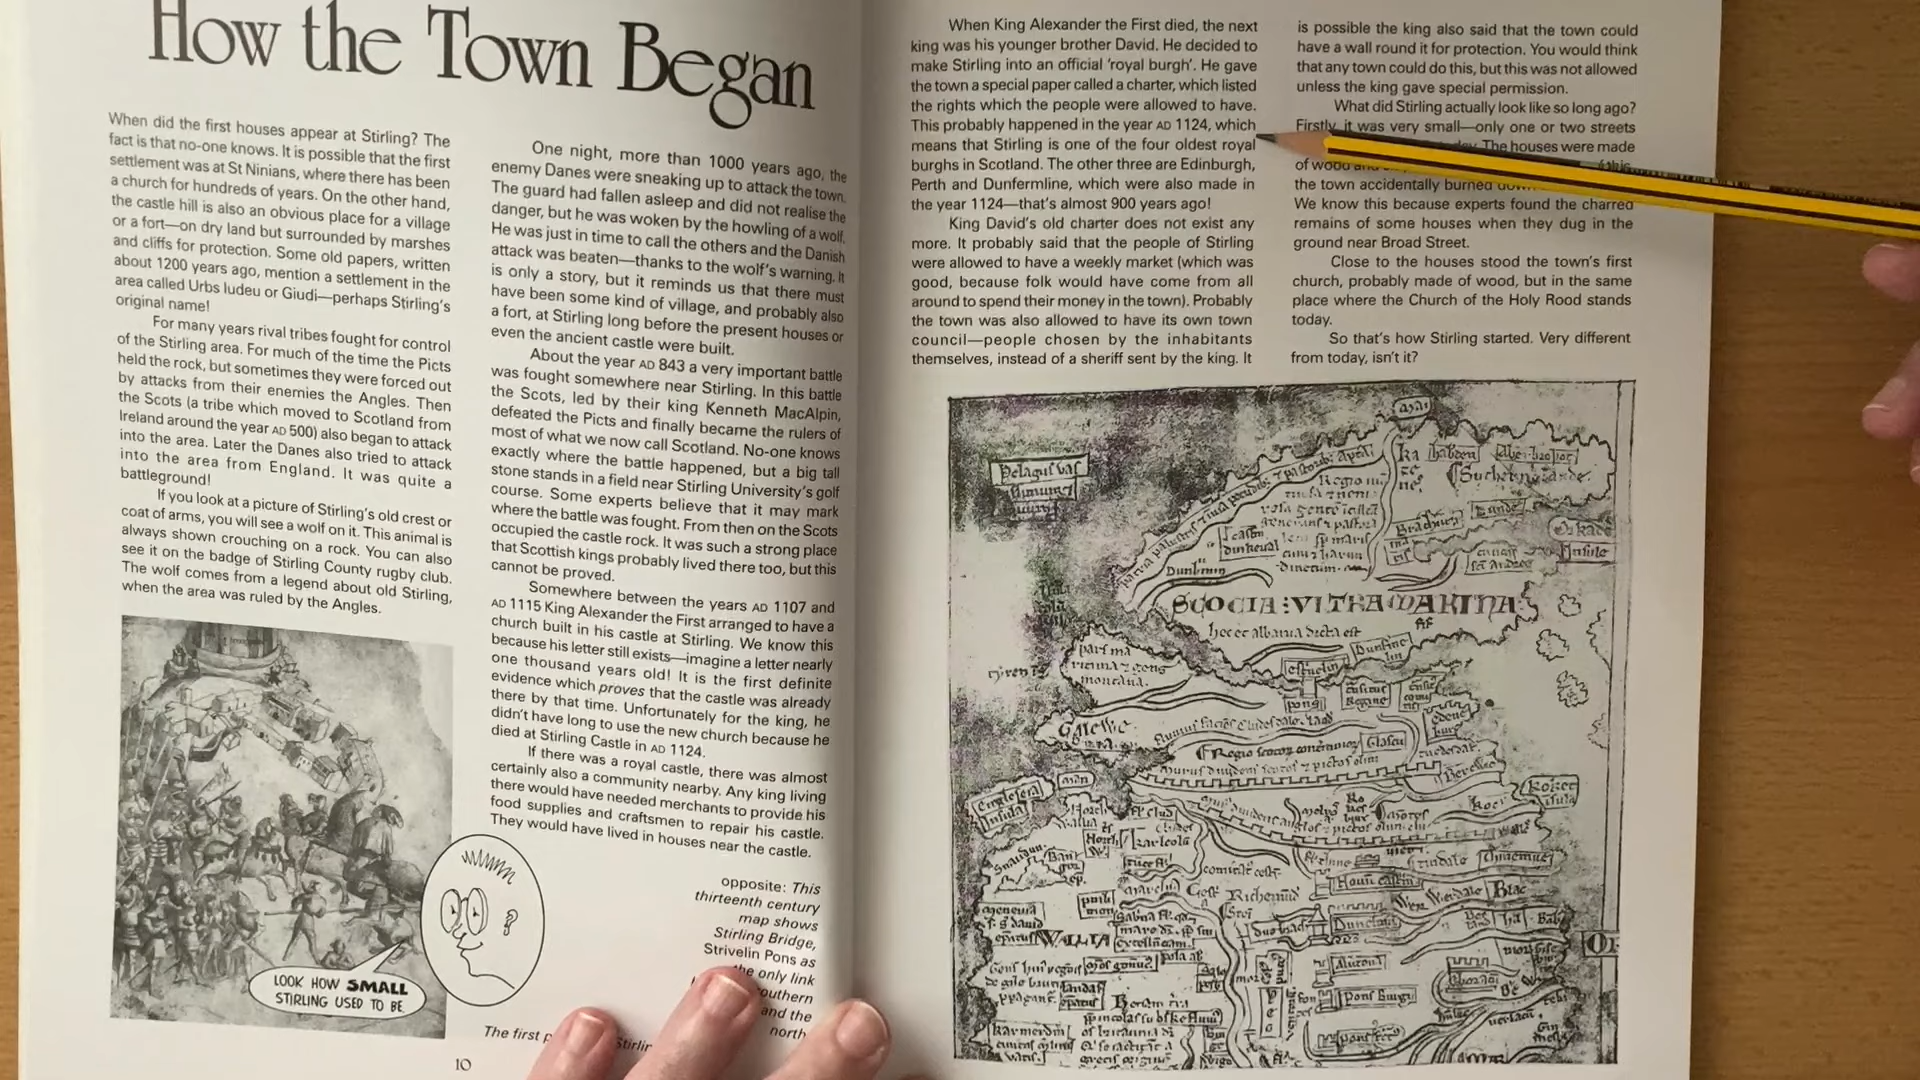 How the Town Began
When did the first houses appear at Stirling? The
fact is that no-one knows. It is possible that the first
settlement was at St Ninians, where there has been
a church for hundreds of years. On the other hand,
the castle hill is also an obvious place for a village
or a fort—on dry land but surrounded by marshes
and cliffs for protection. Some old papers, written
about 1200 years ago, mention a settlement in the
area called Urbs Iudeu or Giudi—perhaps Stirling's
original name!
For many years rival tribes fought for control
of the Stirling area. For much of the time the Picts
held the rock, but sometimes they were forced out
by attacks from their enemies the Angles. Then
the Scots (a tribe which moved to Scotland from
Ireland around the year AD 500) also began to attack
into the area. Later the Danes also tried to attack
into the area from England. It was quite a
battleground!
If you look at a picture of Stirling's old crest or
coat of arms, you will see a wolf on it. This animal is
always shown crouching on a rock. You can also
see it on the badge of Stirling County rugby club.
The wolf comes from a legend about old Stirling,
when the area was ruled by the Angles.
LOOK HOW SMALL
STIRLING USED TO BE.
10
One night, more than 1000 years ago, the
enemy Danes were sneaking up to attack the town.
The guard had fallen asleep and did not realise the
danger, but he was woken by the howling of a wolf.
He was just in time to call the others and the Danish
attack was beaten—thanks to the wolf's warning. It
is only a story, but it reminds us that there must
have been some kind of village, and probably also
a fort, at Stirling long before the present houses or
even the ancient castle were built.
About the year AD 843 a very important battle
was fought somewhere near Stirling. In this battle
the Scots, led by their king Kenneth MacAlpin,
defeated the Picts and finally became the rulers of
most of what we now call Scotland. No-one knows
exactly where the battle happened, but a big tall
stone stands in a field near Stirling University's golf
course. Some experts believe that it may mark
where the battle was fought. From then on the Scots
occupied the castle rock. It was such a strong place
that Scottish kings probably lived there too, but this
cannot be proved.
Somewhere between the years AD 1107 and
AD 1115 King Alexander the First arranged to have a
church built in his castle at Stirling. We know this
because his letter still exists—imagine a letter nearly
one thousand years old! It is the first definite
evidence which proves that the castle was already
there by that time. Unfortunately for the king, he
didn't have long to use the new church because he
died at Stirling Castle in AD 1124.
If there was a royal castle, there was almost
certainly also a community nearby. Any king living
there would have needed merchants to provide his
food supplies and craftsmen to repair his castle.
They would have lived in houses near the castle.
opposite: This
thirteenth century
map shows
Stirling Bridge,
Strivelin Pons as
the only link
and the
north
The first
When King Alexander the First died, the next
king was his younger brother David. He decided to
make Stirling into an official 'royal burgh'. He gave
the town a special paper called a charter, which listed
the rights which the people were allowed to have.
This probably happened in the year AD 1124, which
means that Stirling is one of the four oldest royal
burghs in Scotland. The other three are Edinburgh,
Perth and Dunfermline, which were also made in
the year 1124—that's almost 900 years ago!
King David's old charter does not exist any
more. It probably said that the people of Stirling
were allowed to have a weekly market (which was
good, because folk would have come from all
around to spend their money in the town). Probably
the town was also allowed to have its own town
council—people chosen by the inhabitants
themselves, instead of a sheriff sent by the king. It
is possible the king also said that the town could
have a wall round it for protection. You would think
that any town could do this, but this was not allowed
unless the king gave special permission.
What did Stirling actually look like so long ago?
Firstly, it was very small—only one or two streets
The houses were made
of wood and
the town accidentally burned down
We know this because experts found the charred
remains of some houses when they dug in the
ground near Broad Street.
Close to the houses stood the town's first
church, probably made of wood, but in the same
place where the Church of the Holy Rood stands
today.
So that's how Stirling started. Very different
from today, isn't it?
SCOCIA:VLTRAMARINA
WALLIA